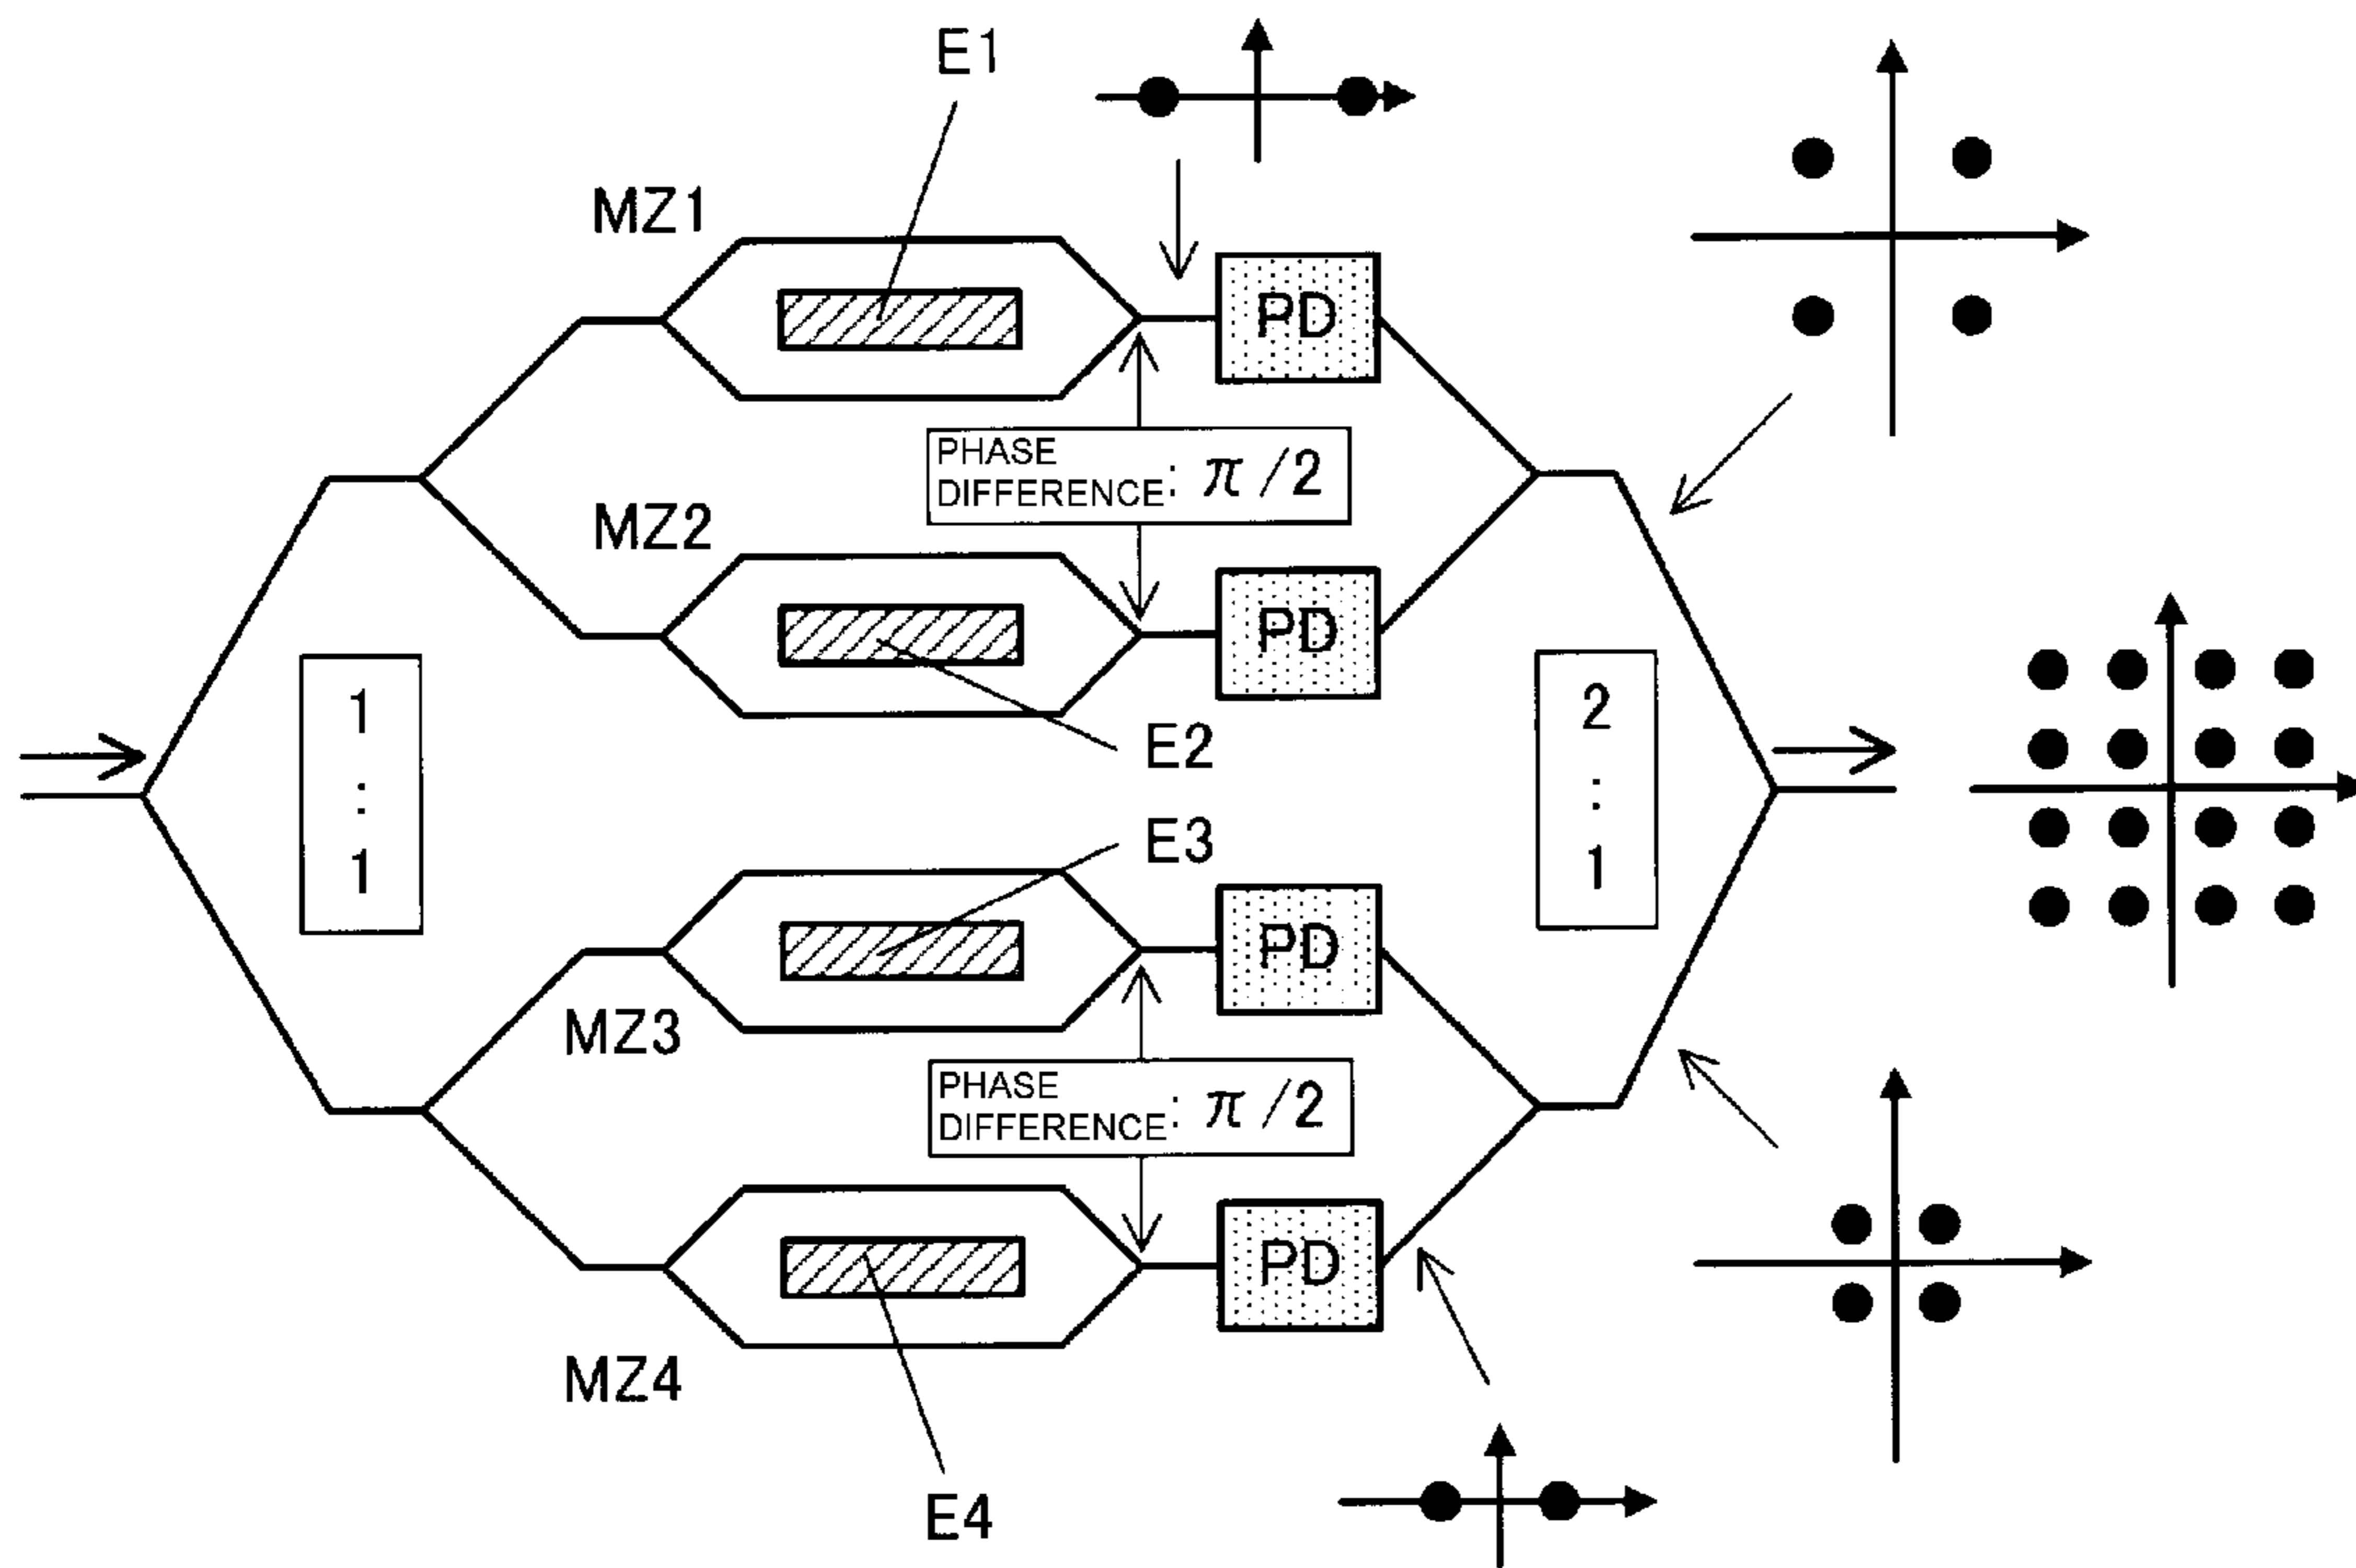 E1
MZ1
PD
PHASE
DIFFERENCE: π/2
MZ2
PD
1
:
1
2
:
1
E2
E3
PD
MZ3
PHASE
DIFFERENCE: π/2
PD
MZ4
E4